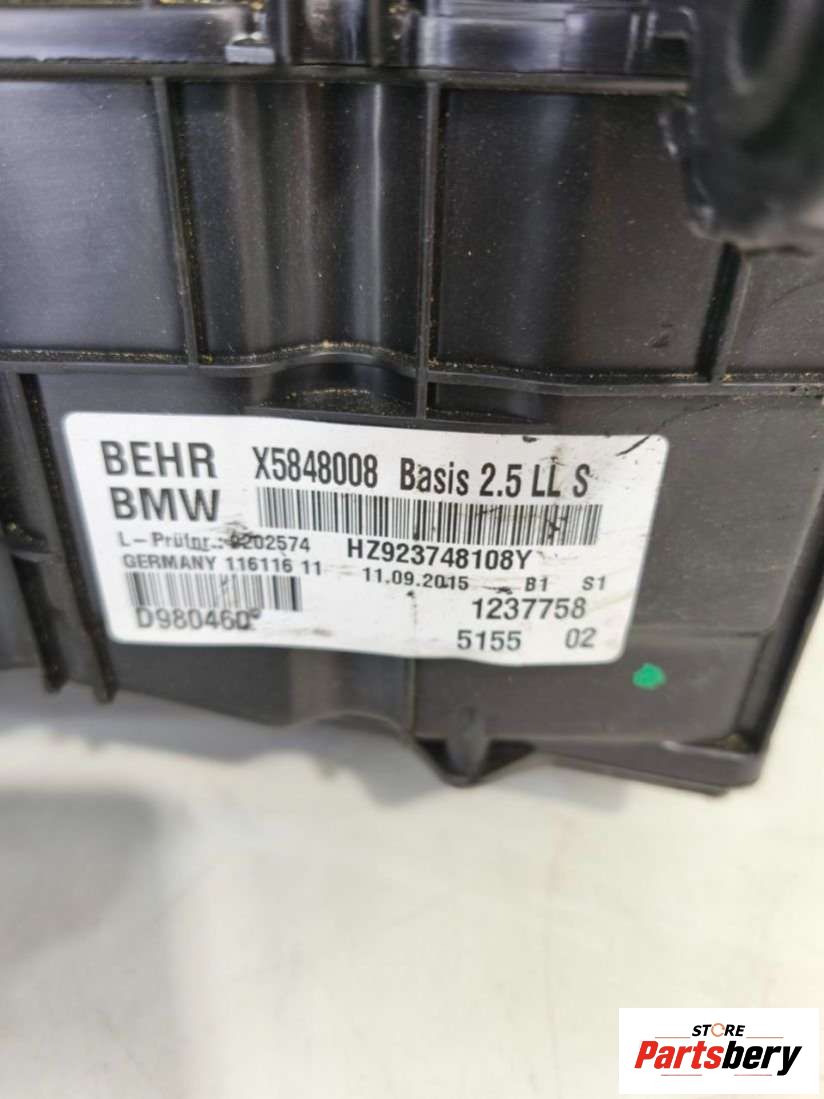 BEHR X5848008 Basis 2.5 LL S
BMW
L-Prüfnr.: 9202574 HZ923748108Y
GERMANY 116116 11 11.09.2015 B1 S1
D980460 1237758
5155 02
STORE
Partsbery